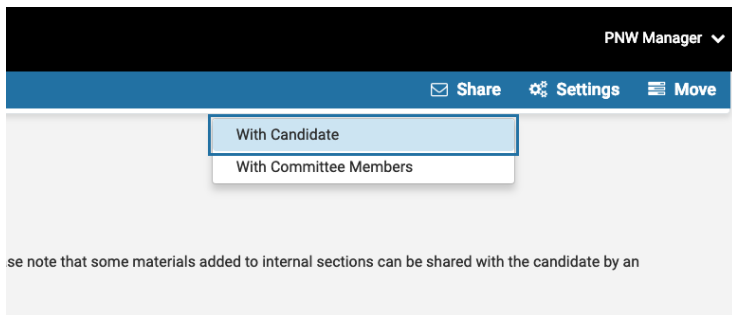 PNW Manager
Share Settings Move
With Candidate
With Committee Members
se note that some materials added to internal sections can be shared with the candidate by an